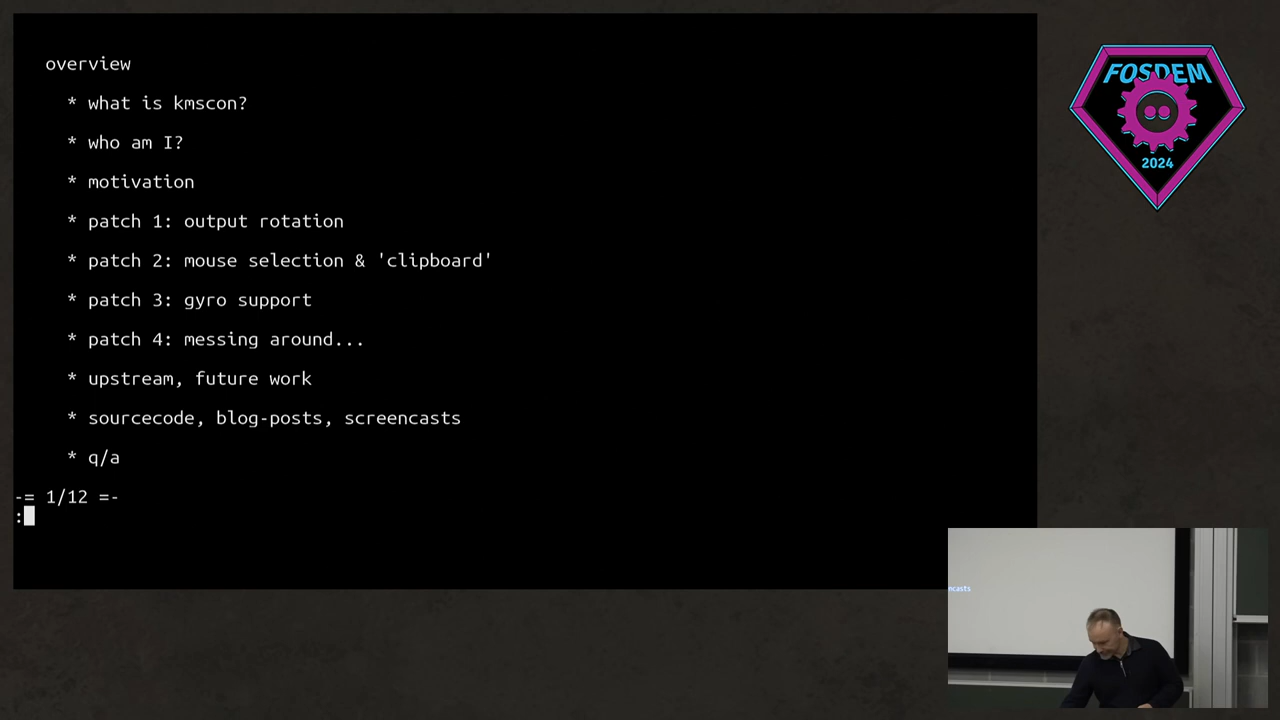 overview
* what is kmscon?
* who am I?
* motivation
* patch 1: output rotation
* patch 2: mouse selection & 'clipboard'
* patch 3: gyro support
* patch 4: messing around...
* upstream, future work
* sourcecode, blog-posts, screencasts
* q/a
-= 1/12 =-
:
FOSDEM
2024
ncasts